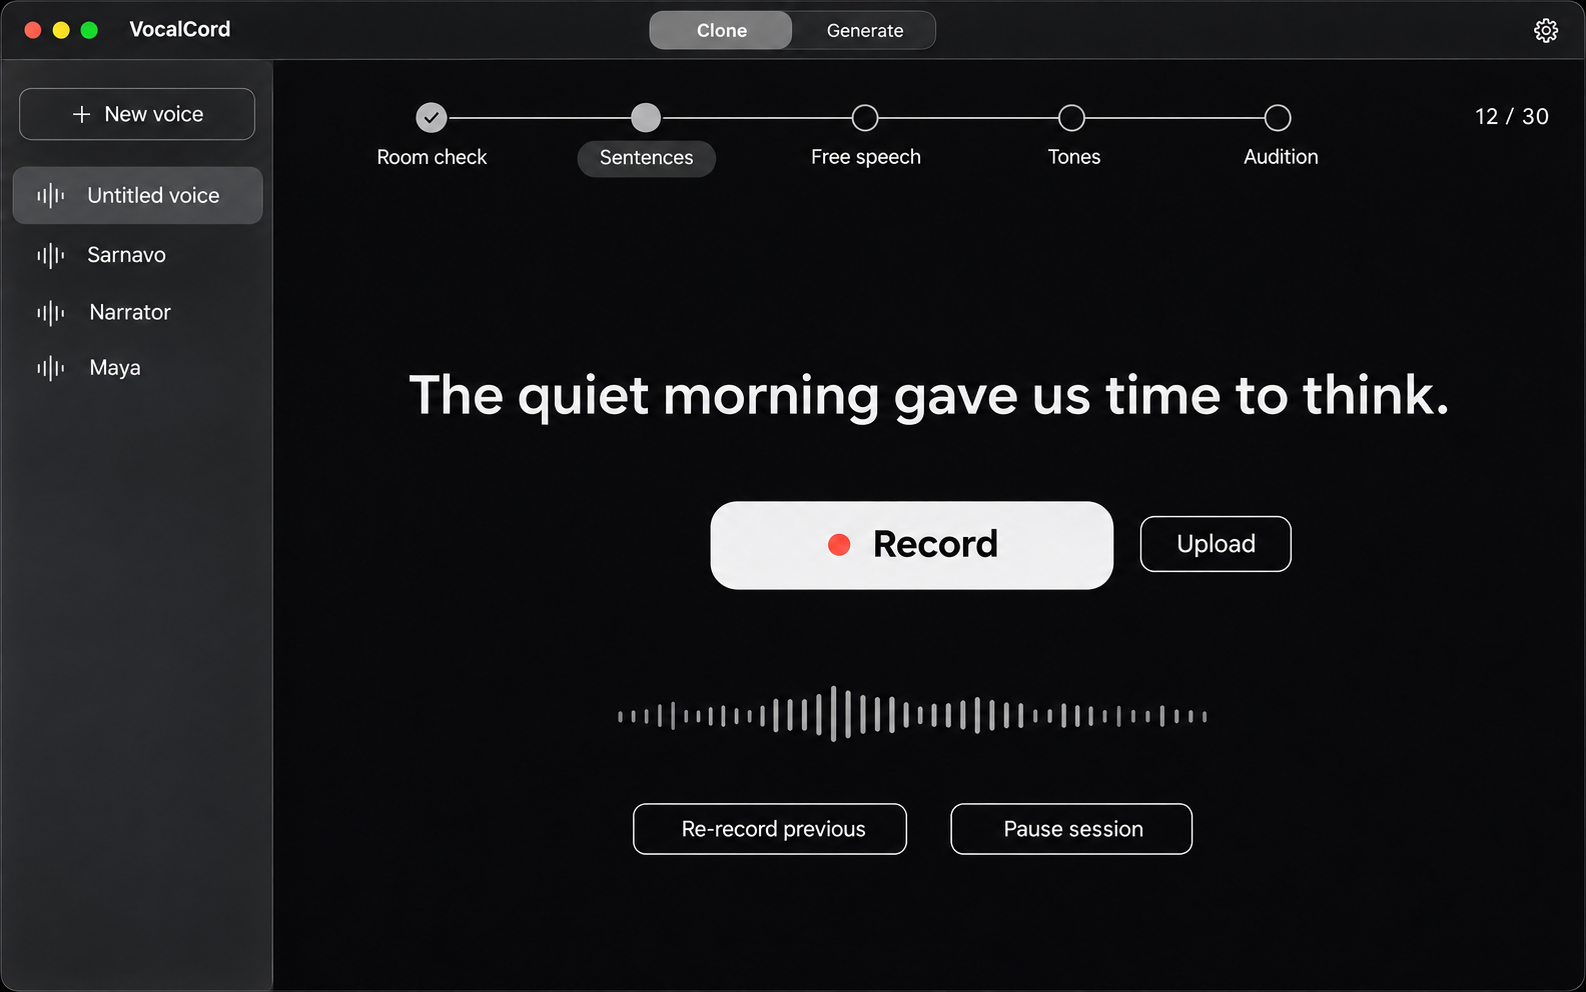 VocalCord
Clone
Generate
+ New voice
Untitled voice
Sarnavo
Narrator
Maya
Room check
Sentences
Free speech
Tones
Audition
12 / 30
The quiet morning gave us time to think.
Record
Upload
Re-record previous
Pause session